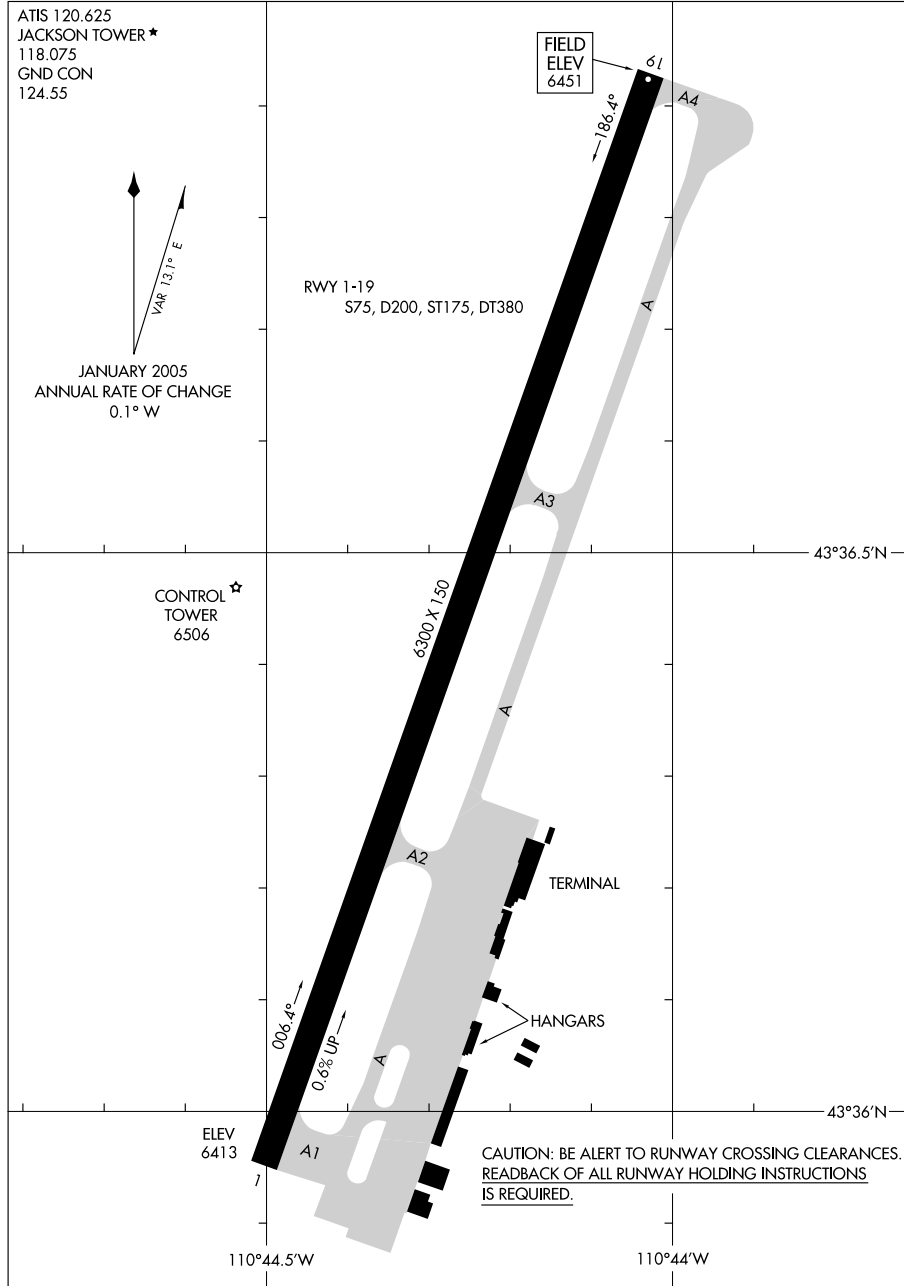 ATIS 120.625
JACKSON TOWER
118.075
GND CON
124.55
FIELD
ELEV
6451
19
A4
186.4°
VAR 13.1° E
A
RWY 1-19
S75, D200, ST175, DT380
JANUARY 2005
ANNUAL RATE OF CHANGE
0.1° W
A3
43°36.5'N
CONTROL
TOWER
6506
6300 X 150
A
A2
TERMINAL
006.4°
0.6% UP
HANGARS
A
43°36'N
ELEV
6413
A1
1
CAUTION: BE ALERT TO RUNWAY CROSSING CLEARANCES.
READBACK OF ALL RUNWAY HOLDING INSTRUCTIONS
IS REQUIRED.
110°44.5'W
110°44'W